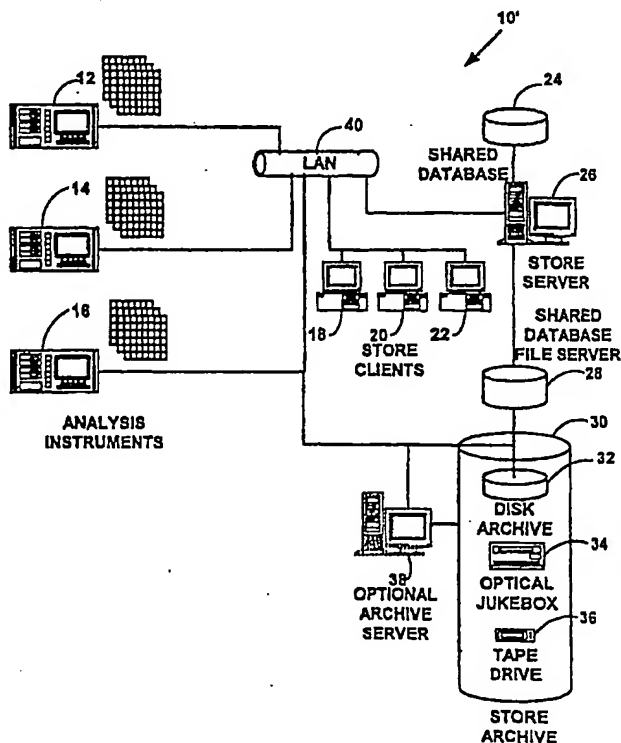 10'
12
24
40
LAN
SHARED
DATABASE
26
14
STORE
SERVER
18
20
22
STORE
CLIENTS
SHARED
DATABASE
FILE SERVER
16
28
ANALYSIS
INSTRUMENTS
30
32
DISK
ARCHIVE
34
OPTICAL
JUKEBOX
38
OPTIONAL
ARCHIVE
SERVER
36
TAPE
DRIVE
STORE
ARCHIVE